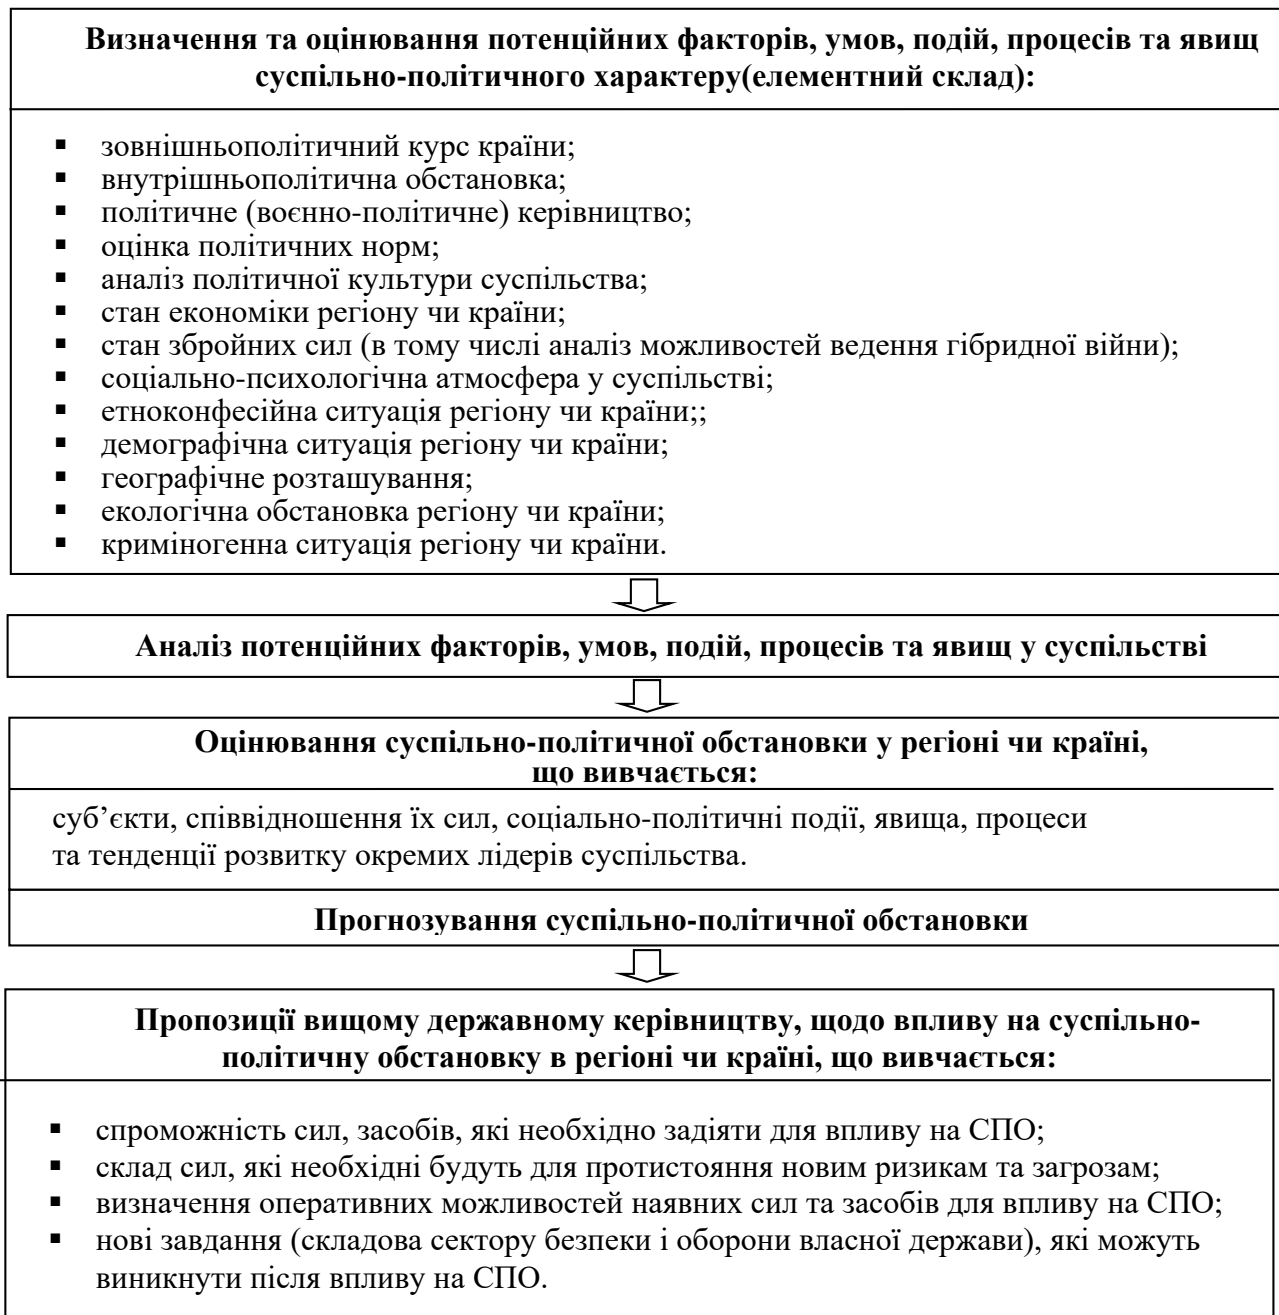 Визначення та оцінювання потенційних факторів, умов, подій, процесів та явищ
суспільно-політичного характеру(елементний склад):
▪ зовнішньополітичний курс країни;
▪ внутрішньополітична обстановка;
▪ політичне (воєнно-політичне) керівництво;
▪ оцінка політичних норм;
▪ аналіз політичної культури суспільства;
▪ стан економіки регіону чи країни;
▪ стан збройних сил (в тому числі аналіз можливостей ведення гібридної війни);
▪ соціально-психологічна атмосфера у суспільстві;
▪ етноконфесійна ситуація регіону чи країни;;
▪ демографічна ситуація регіону чи країни;
▪ географічне розташування;
▪ екологічна обстановка регіону чи країни;
▪ криміногенна ситуація регіону чи країни.
Аналіз потенційних факторів, умов, подій, процесів та явищ у суспільстві
Оцінювання суспільно-політичної обстановки у регіоні чи країні,
що вивчається:
суб’єкти, співвідношення їх сил, соціально-політичні події, явища, процеси
та тенденції розвитку окремих лідерів суспільства.
Прогнозування суспільно-політичної обстановки
Пропозиції вищому державному керівництву, щодо впливу на суспільно-
політичну обстановку в регіоні чи країні, що вивчається:
▪ спроможність сил, засобів, які необхідно задіяти для впливу на СПО;
▪ склад сил, які необхідні будуть для протистояння новим ризикам та загрозам;
▪ визначення оперативних можливостей наявних сил та засобів для впливу на СПО;
▪ нові завдання (складова сектору безпеки і оборони власної держави), які можуть
виникнути після впливу на СПО.